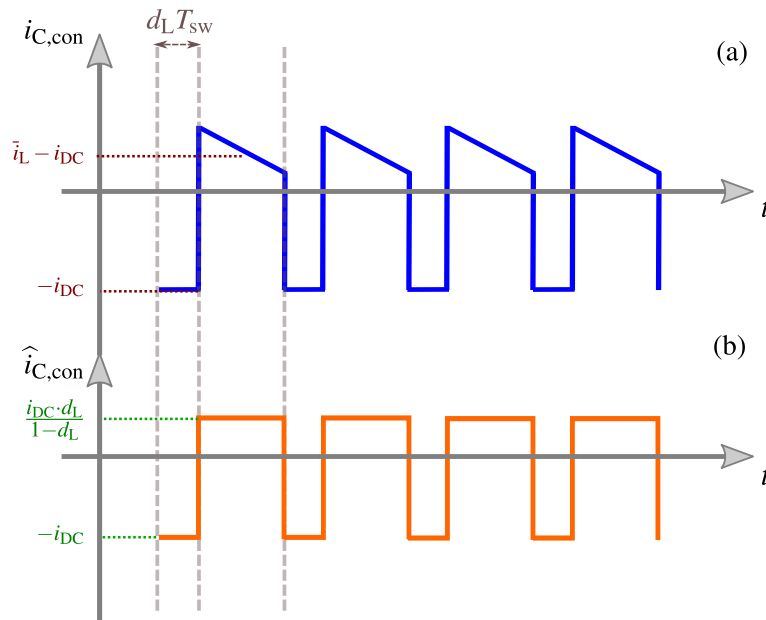 d_L T_sw
i_C,con
(a)
ī_L − i_DC
t
−i_DC
(b)
î_C,con
i_DC·d_L
1−d_L
t
−i_DC